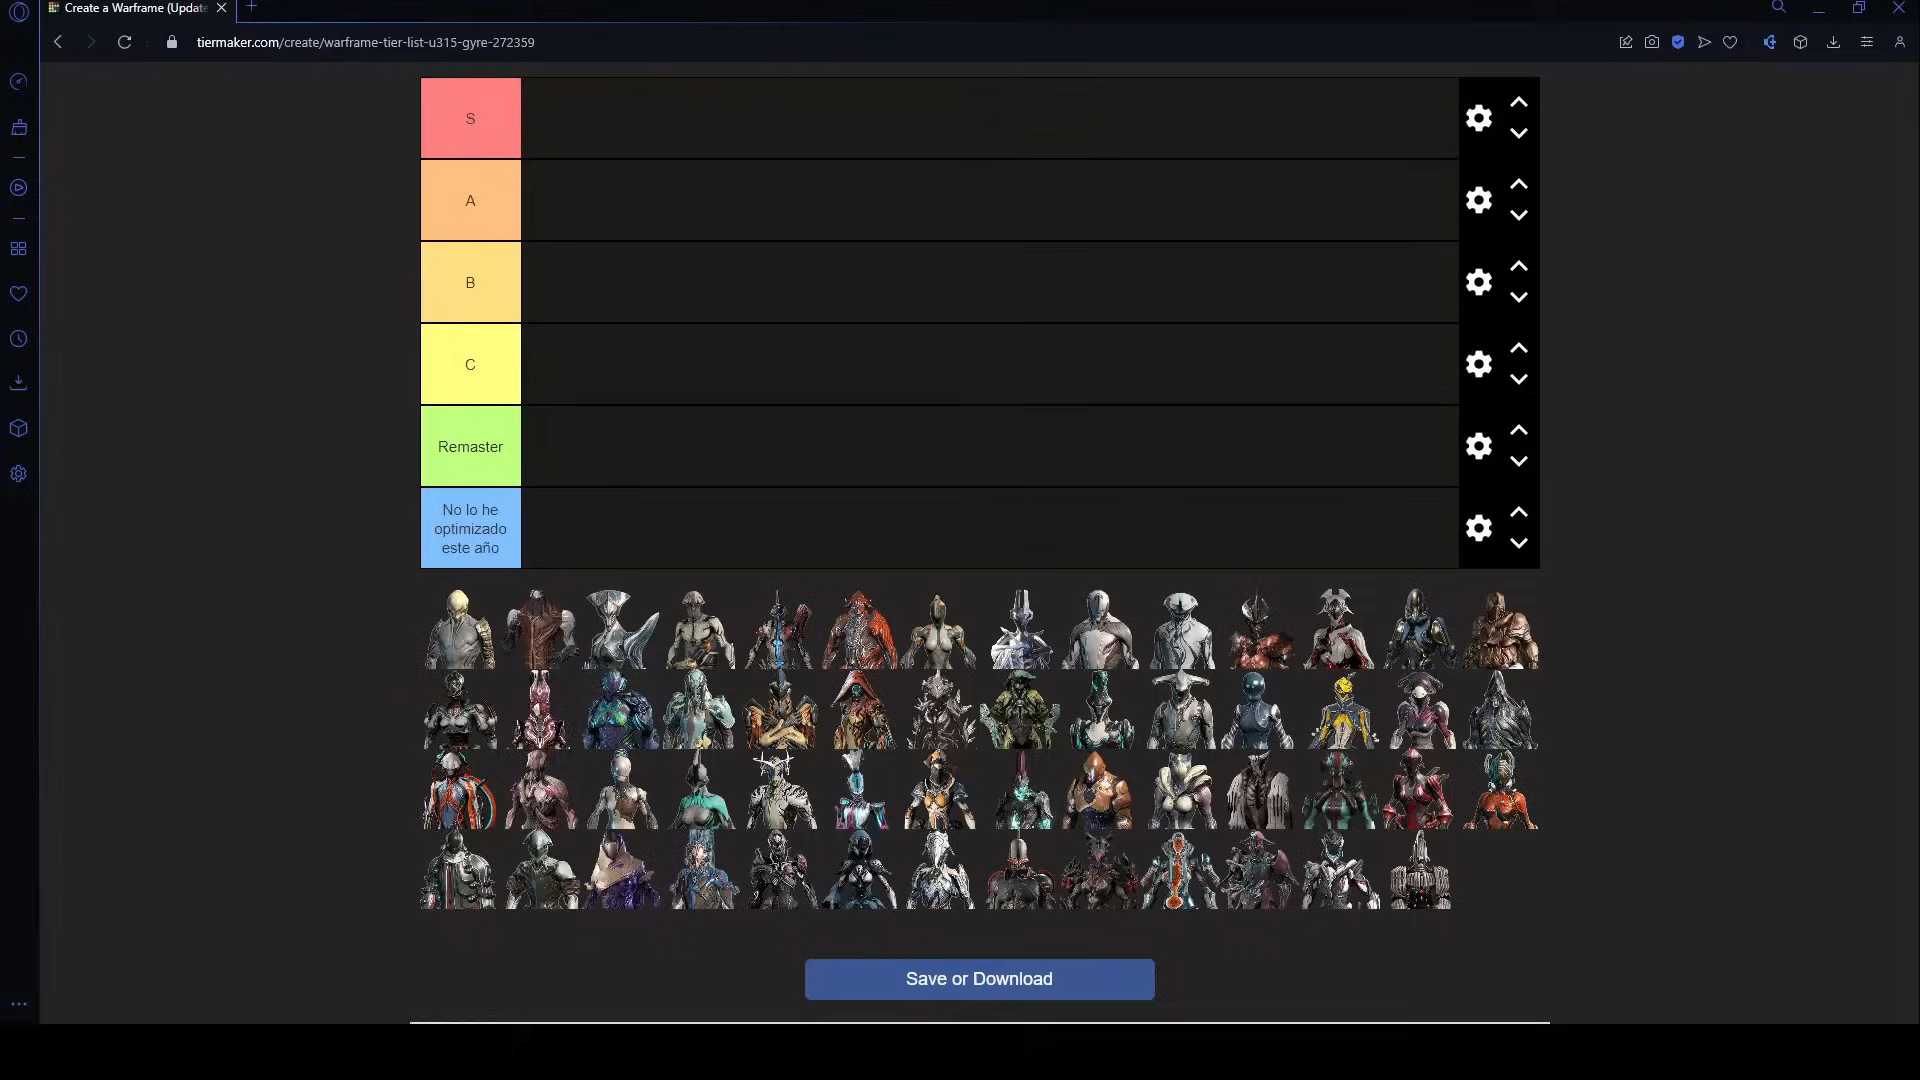 Create a Warframe (Update
tiermaker.com/create/warframe-tier-list-u315-gyre-272359
S
A
B
C
Remaster
No lo he
optimizado
este año
Save or Download